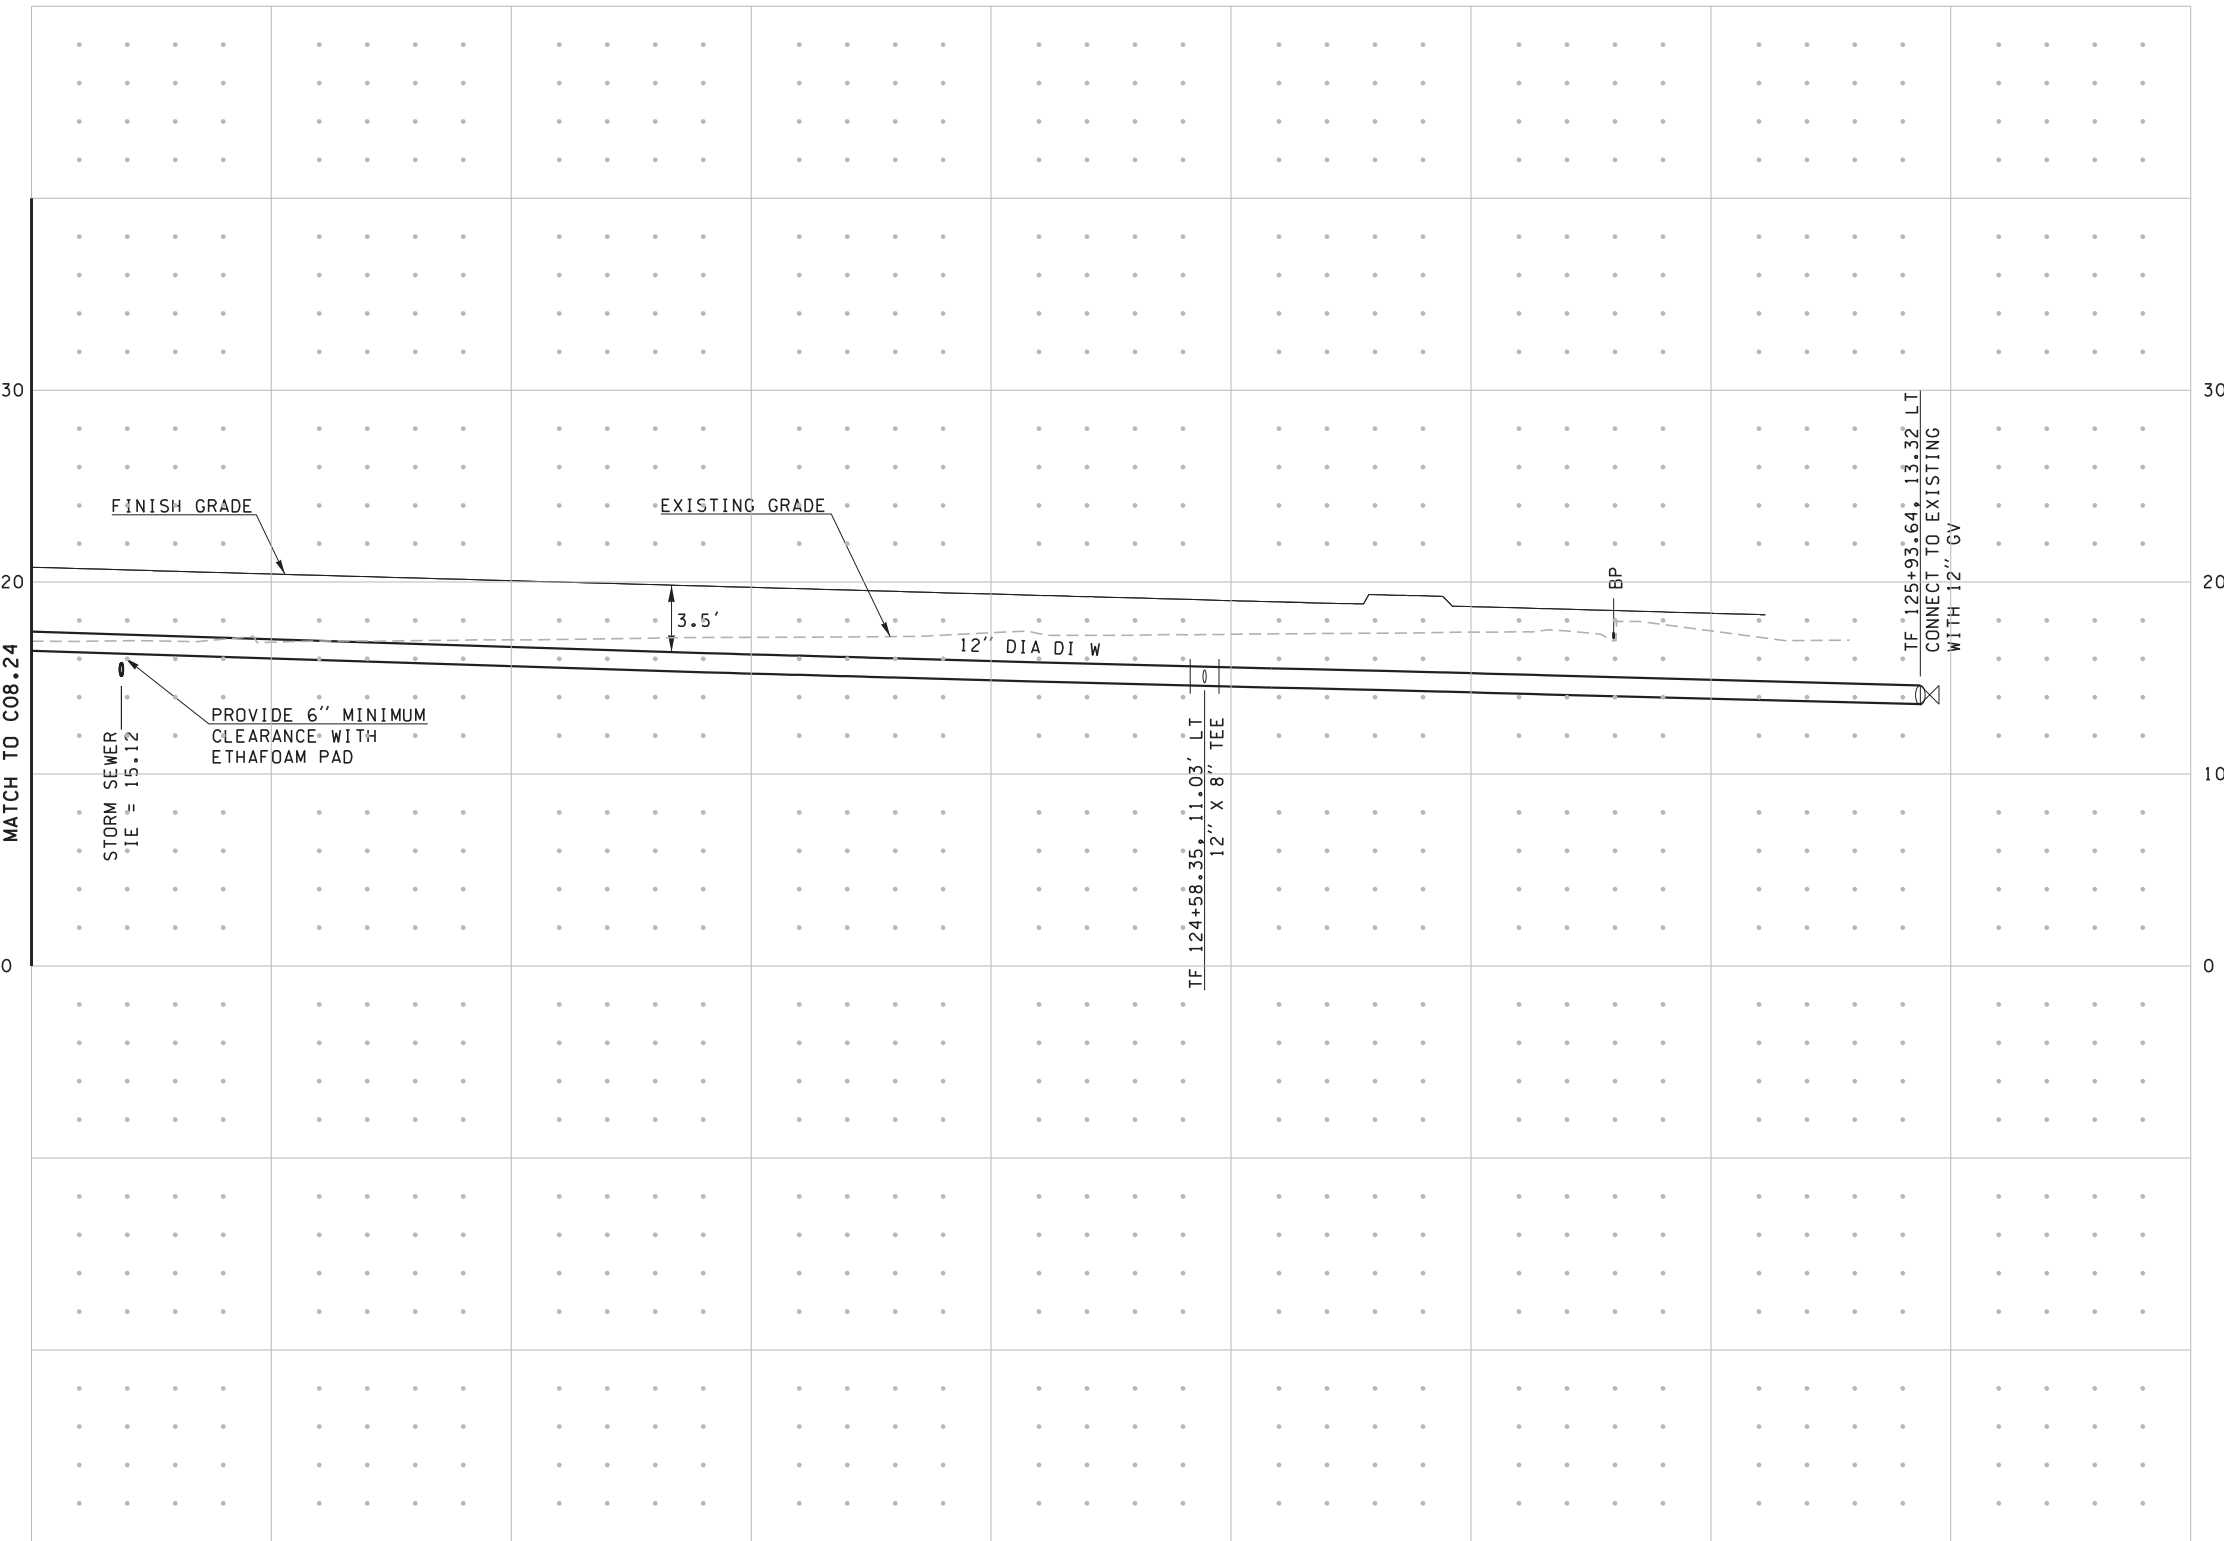 30
30
TF 125+93.64, 13.32 LT
CONNECT TO EXISTING
WITH 12" GV
FINISH GRADE
EXISTING GRADE
20
20
BP
3.5'
12" DIA DI W
MATCH TO CO8.24
PROVIDE 6" MINIMUM
CLEARANCE WITH
ETHAFOAM PAD
STORM SEWER
IE = 15.12
TF 124+58.35, 11.03' LT
12" X 8" TEE
10
0
0